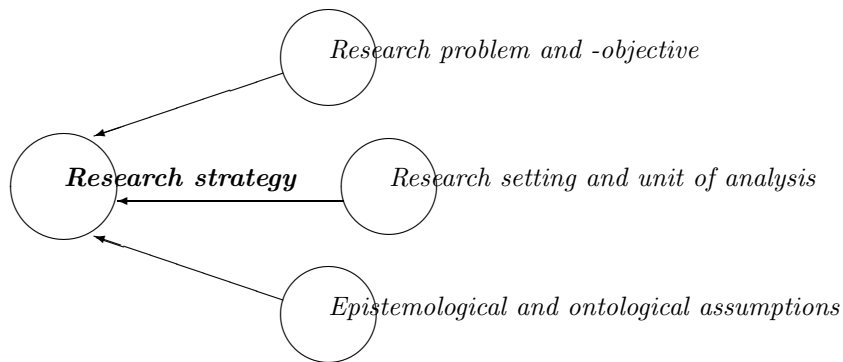 Research problem and -objective
Research strategy
Research setting and unit of analysis
Epistemological and ontological assumptions